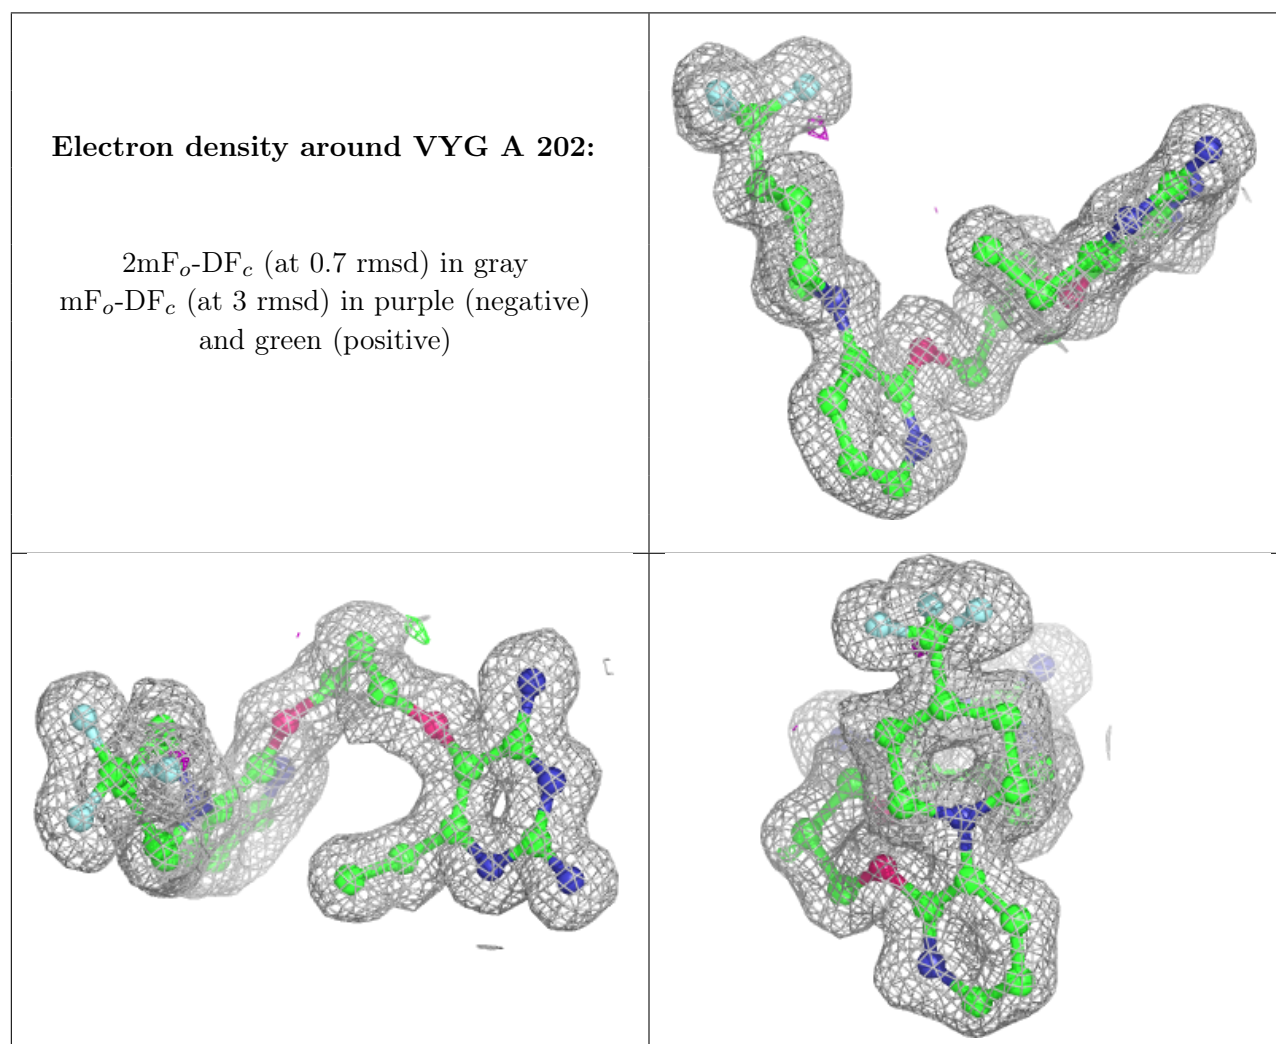 Electron density around VYG A 202:
2mFo-DFc (at 0.7 rmsd) in gray
mFo-DFc (at 3 rmsd) in purple (negative)
and green (positive)